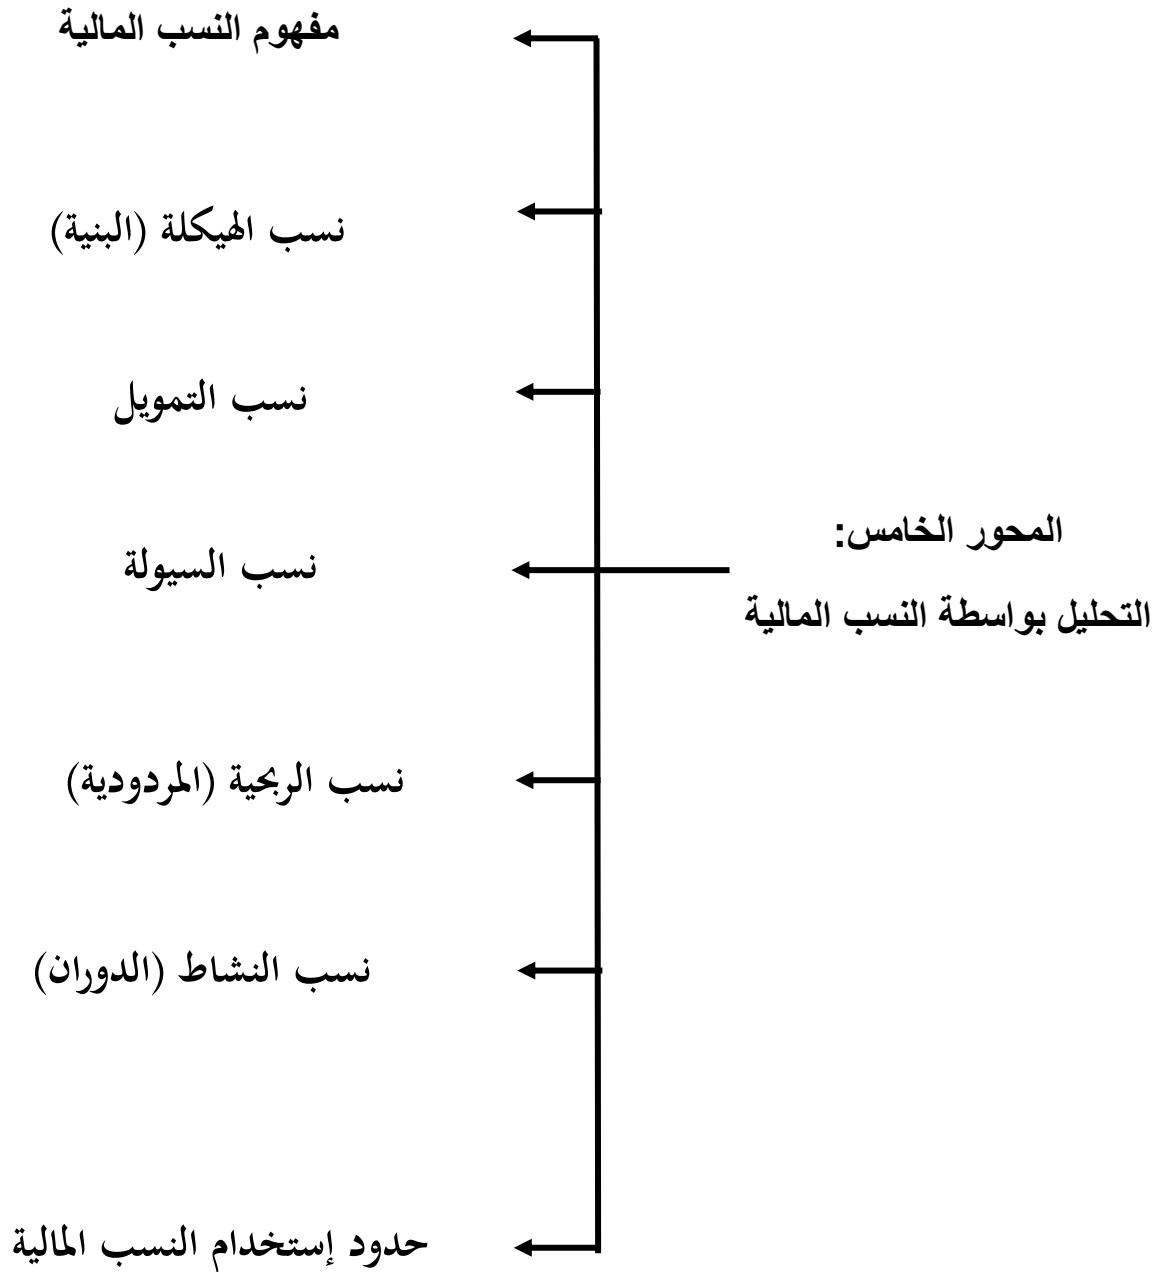 المحور الخامس:
التحليل بواسطة النسب المالية
مفهوم النسب المالية
نسب الهيكلة (البنية)
نسب التمويل
نسب السيولة
نسب الربحية (المردودية)
نسب النشاط (الدوران)
حدود إستخدام النسب المالية